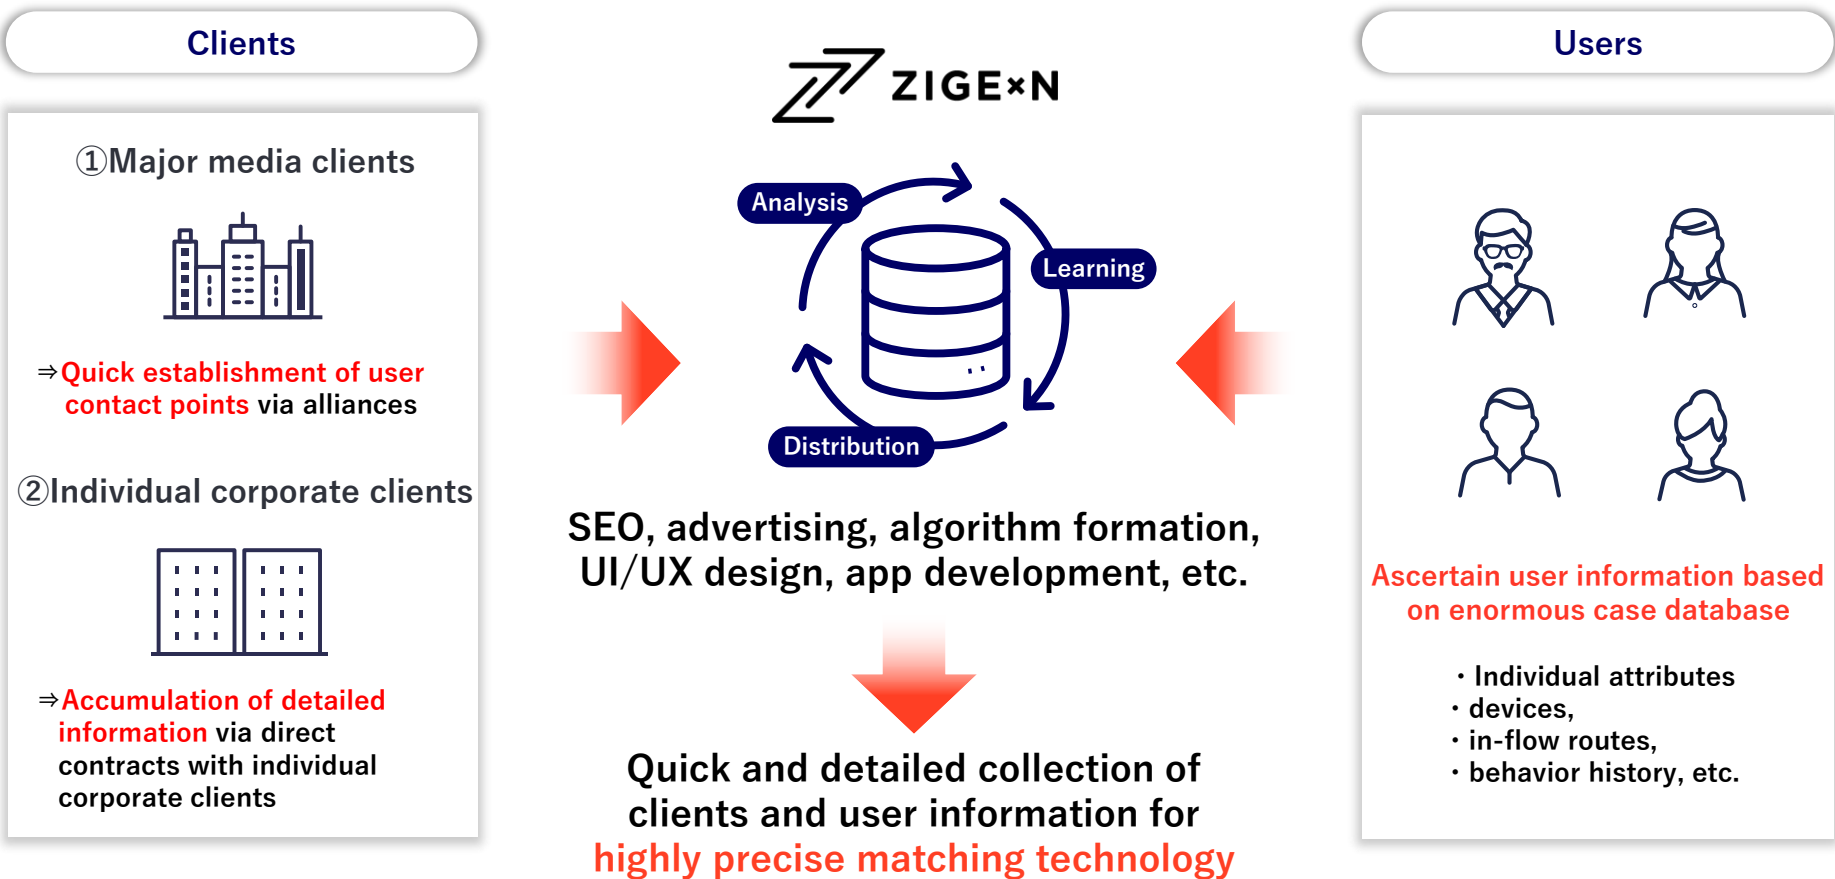 Clients
①Major media clients
⇒Quick establishment of user
contact points via alliances
②Individual corporate clients
⇒Accumulation of detailed
information via direct
contracts with individual
corporate clients
ZIGExN
Analysis
Learning
Distribution
SEO, advertising, algorithm formation,
UI/UX design, app development, etc.
Quick and detailed collection of
clients and user information for
highly precise matching technology
Users
Ascertain user information based
on enormous case database
・Individual attributes
・devices,
・in-flow routes,
・behavior history, etc.